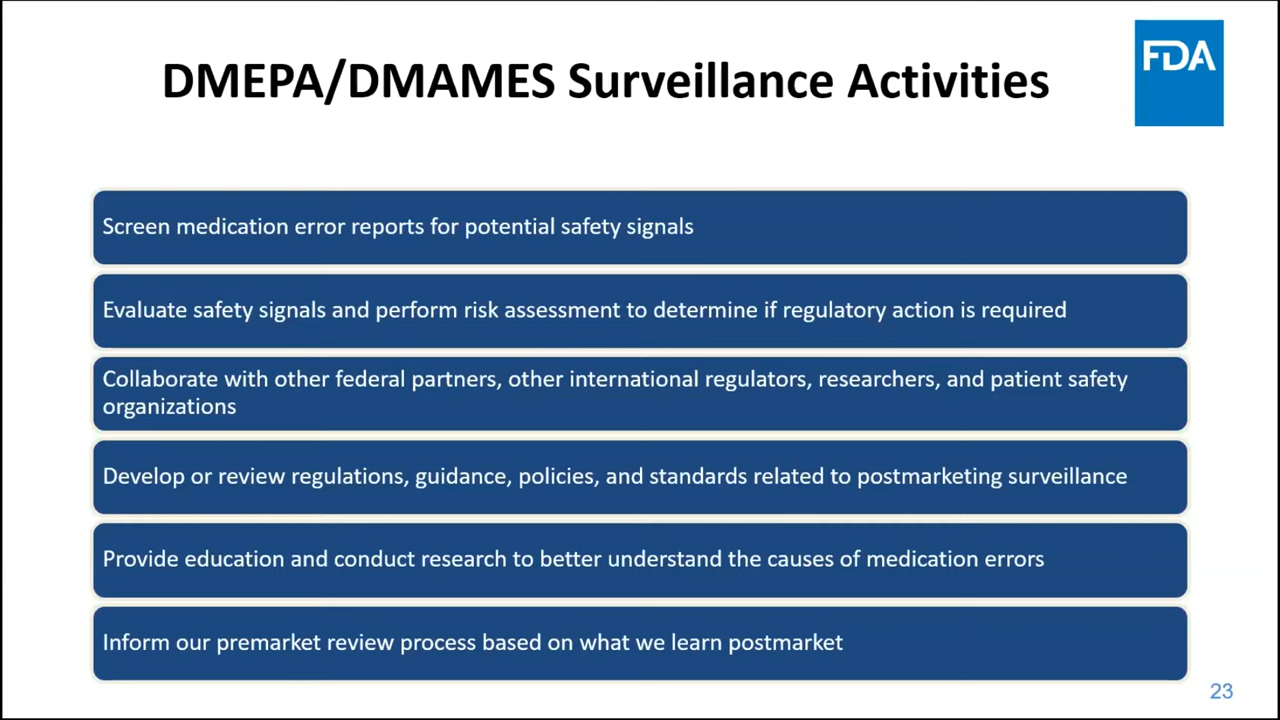 DMEPA/DMAMES Surveillance Activities
FDA
Screen medication error reports for potential safety signals
Evaluate safety signals and perform risk assessment to determine if regulatory action is required
Collaborate with other federal partners, other international regulators, researchers, and patient safety
organizations
Develop or review regulations, guidance, policies, and standards related to postmarketing surveillance
Provide education and conduct research to better understand the causes of medication errors
Inform our premarket review process based on what we learn postmarket
23